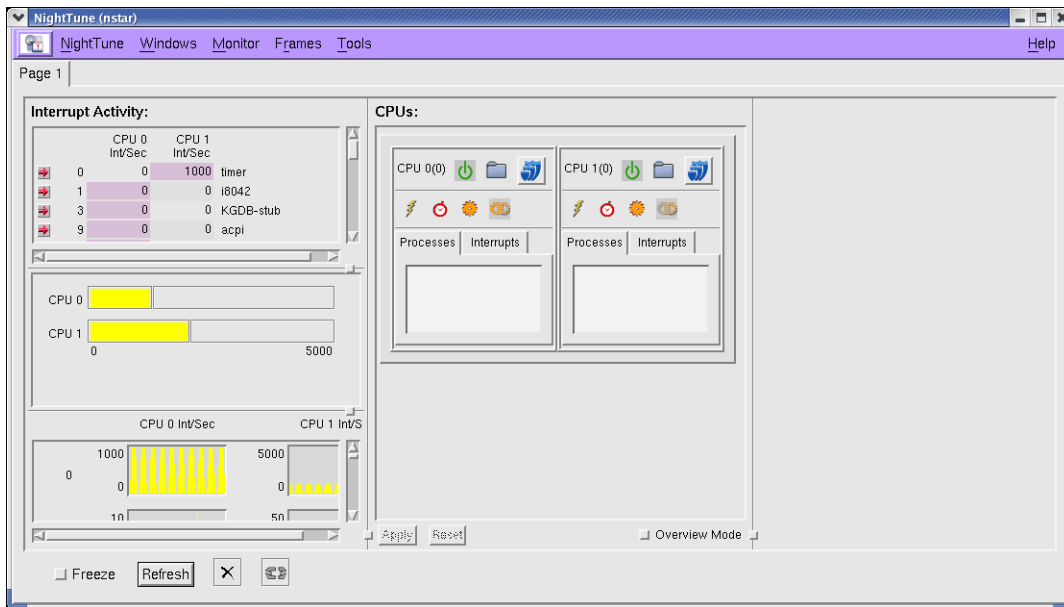 NightTune (nstar)
NightTune Windows Monitor Frames Tools Help
Page 1
Interrupt Activity:
CPU 0 CPU 1
Int/Sec Int/Sec
0 0 1000 timer
1 0 0 i8042
3 0 0 KGDB-stub
9 0 0 acpi
CPU 0
CPU 1
0 5000
CPU 0 Int/Sec CPU 1 Int/S
1000 5000
0
0 0
10 50
CPUs:
CPU 0(0) CPU 1(0)
Processes Interrupts Processes Interrupts
Apply Reset Overview Mode
Freeze Refresh